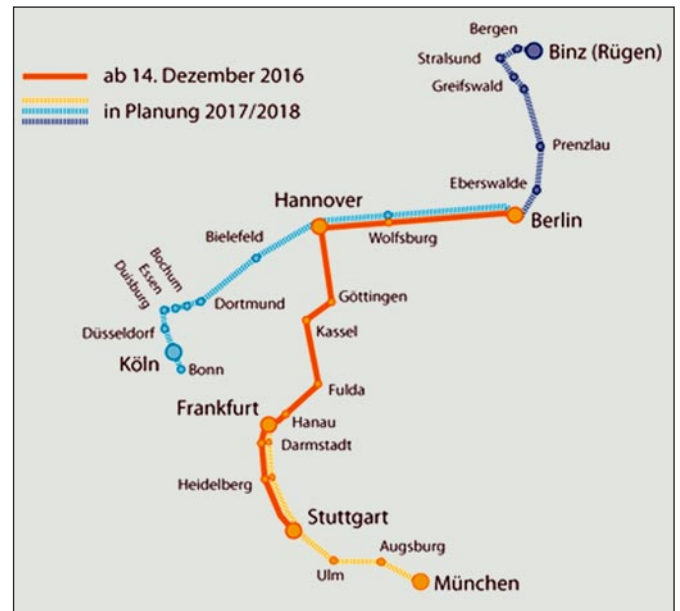 Bergen
Binz (Rügen)
Stralsund
Greifswald
ab 14. Dezember 2016
in Planung 2017/2018
Prenzlau
Eberswalde
Hannover
Berlin
Wolfsburg
Bielefeld
Bochum
Essen
Duisburg
Dortmund
Göttingen
Düsseldorf
Kassel
Köln
Bonn
Fulda
Frankfurt
Hanau
Darmstadt
Heidelberg
Stuttgart
Augsburg
Ulm
München